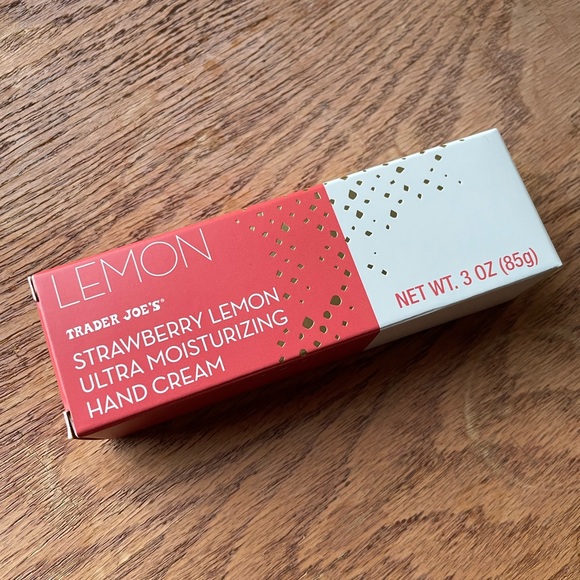 LEMON
TRADER JOE'S®
STRAWBERRY LEMON
ULTRA MOISTURIZING
HAND CREAM
NET WT. 3 OZ (85g)